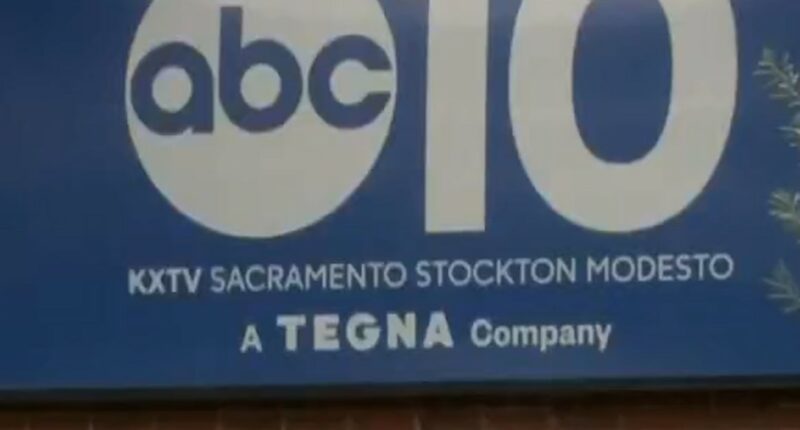 abc 10
KXTV SACRAMENTO STOCKTON MODESTO
A TEGNA Company